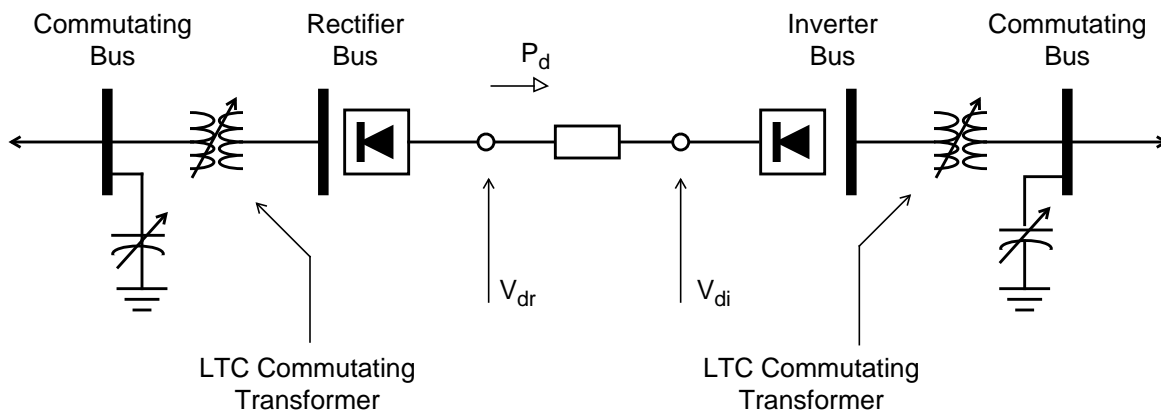 Commutating
Bus
Rectifier
Bus
P_d
Inverter
Bus
Commutating
Bus
V_dr
V_di
LTC Commutating
Transformer
LTC Commutating
Transformer